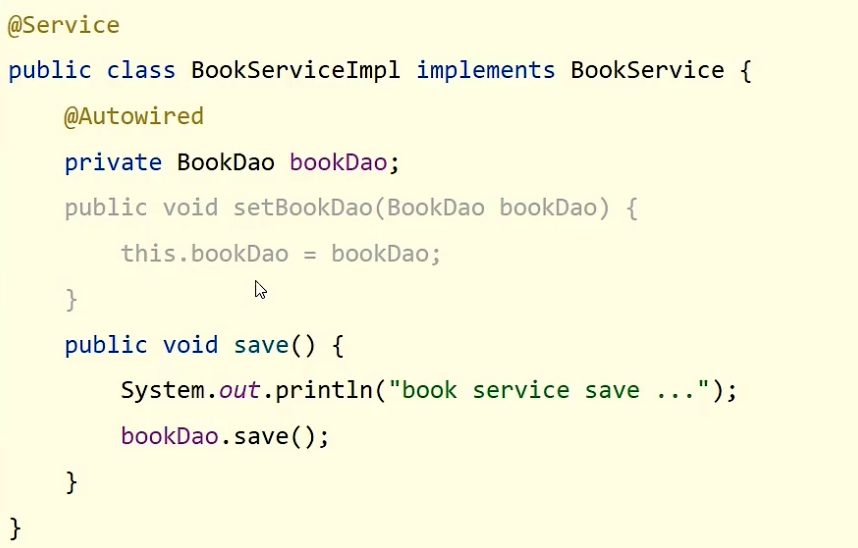 @Service
public class BookServiceImpl implements BookService {
    @Autowired
    private BookDao bookDao;
    public void setBookDao(BookDao bookDao) {
        this.bookDao = bookDao;
    }
    public void save() {
        System.out.println("book service save ...");
        bookDao.save();
    }
}